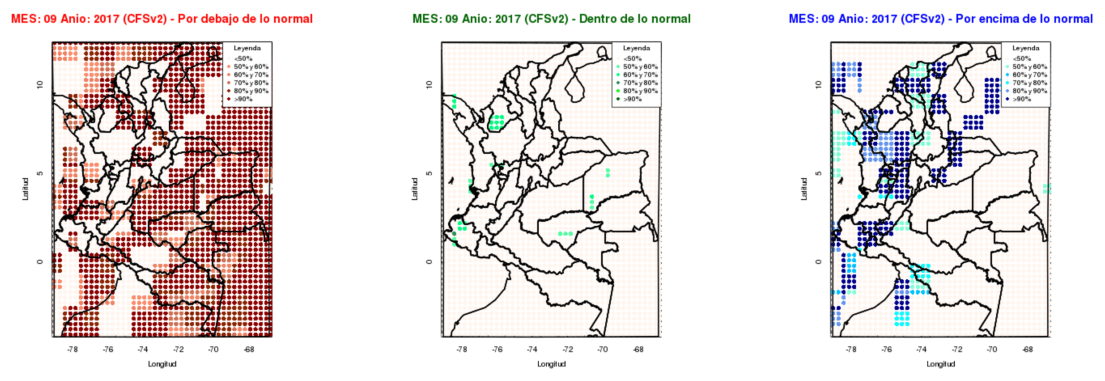 MES: 09 Anio: 2017 (CFSv2) - Por debajo de lo normal
Leyenda
<50%
50% y 60%
60% y 70%
70% y 80%
80% y 90%
>90%
10
5
0
Latitud
-78 -76 -74 -72 -70 -68
Longitud
MES: 09 Anio: 2017 (CFSv2) - Dentro de lo normal
Leyenda
<50%
50% y 60%
60% y 70%
70% y 80%
80% y 90%
>90%
10
5
0
Latitud
-78 -76 -74 -72 -70 -68
Longitud
MES: 09 Anio: 2017 (CFSv2) - Por encima de lo normal
Leyenda
<50%
50% y 60%
60% y 70%
70% y 80%
80% y 90%
>90%
10
5
0
Latitud
-78 -76 -74 -72 -70 -68
Longitud